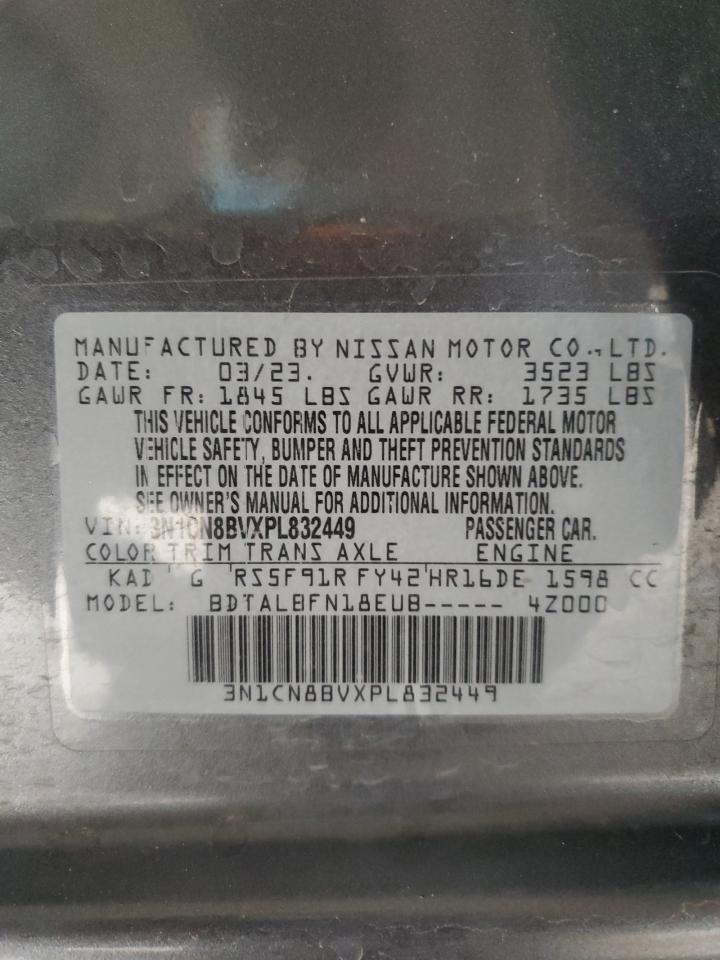 MANUFACTURED BY NISSAN MOTOR CO.,LTD.
DATE: 03/23. GVWR: 3523 LBS
GAWR FR: 1845 LBS GAWR RR: 1735 LBS
THIS VEHICLE CONFORMS TO ALL APPLICABLE FEDERAL MOTOR
VEHICLE SAFETY, BUMPER AND THEFT PREVENTION STANDARDS
IN EFFECT ON THE DATE OF MANUFACTURE SHOWN ABOVE.
SEE OWNER'S MANUAL FOR ADDITIONAL INFORMATION.
VIN: 3N1CN8BVXPL832449 PASSENGER CAR.
COLOR TRIM TRANS AXLE ENGINE
KAD G RS5F91R FY42 HR16DE 1598 CC
MODEL: BDTALBFN18EUB----- 4Z000
3N1CN8BVXPL832449